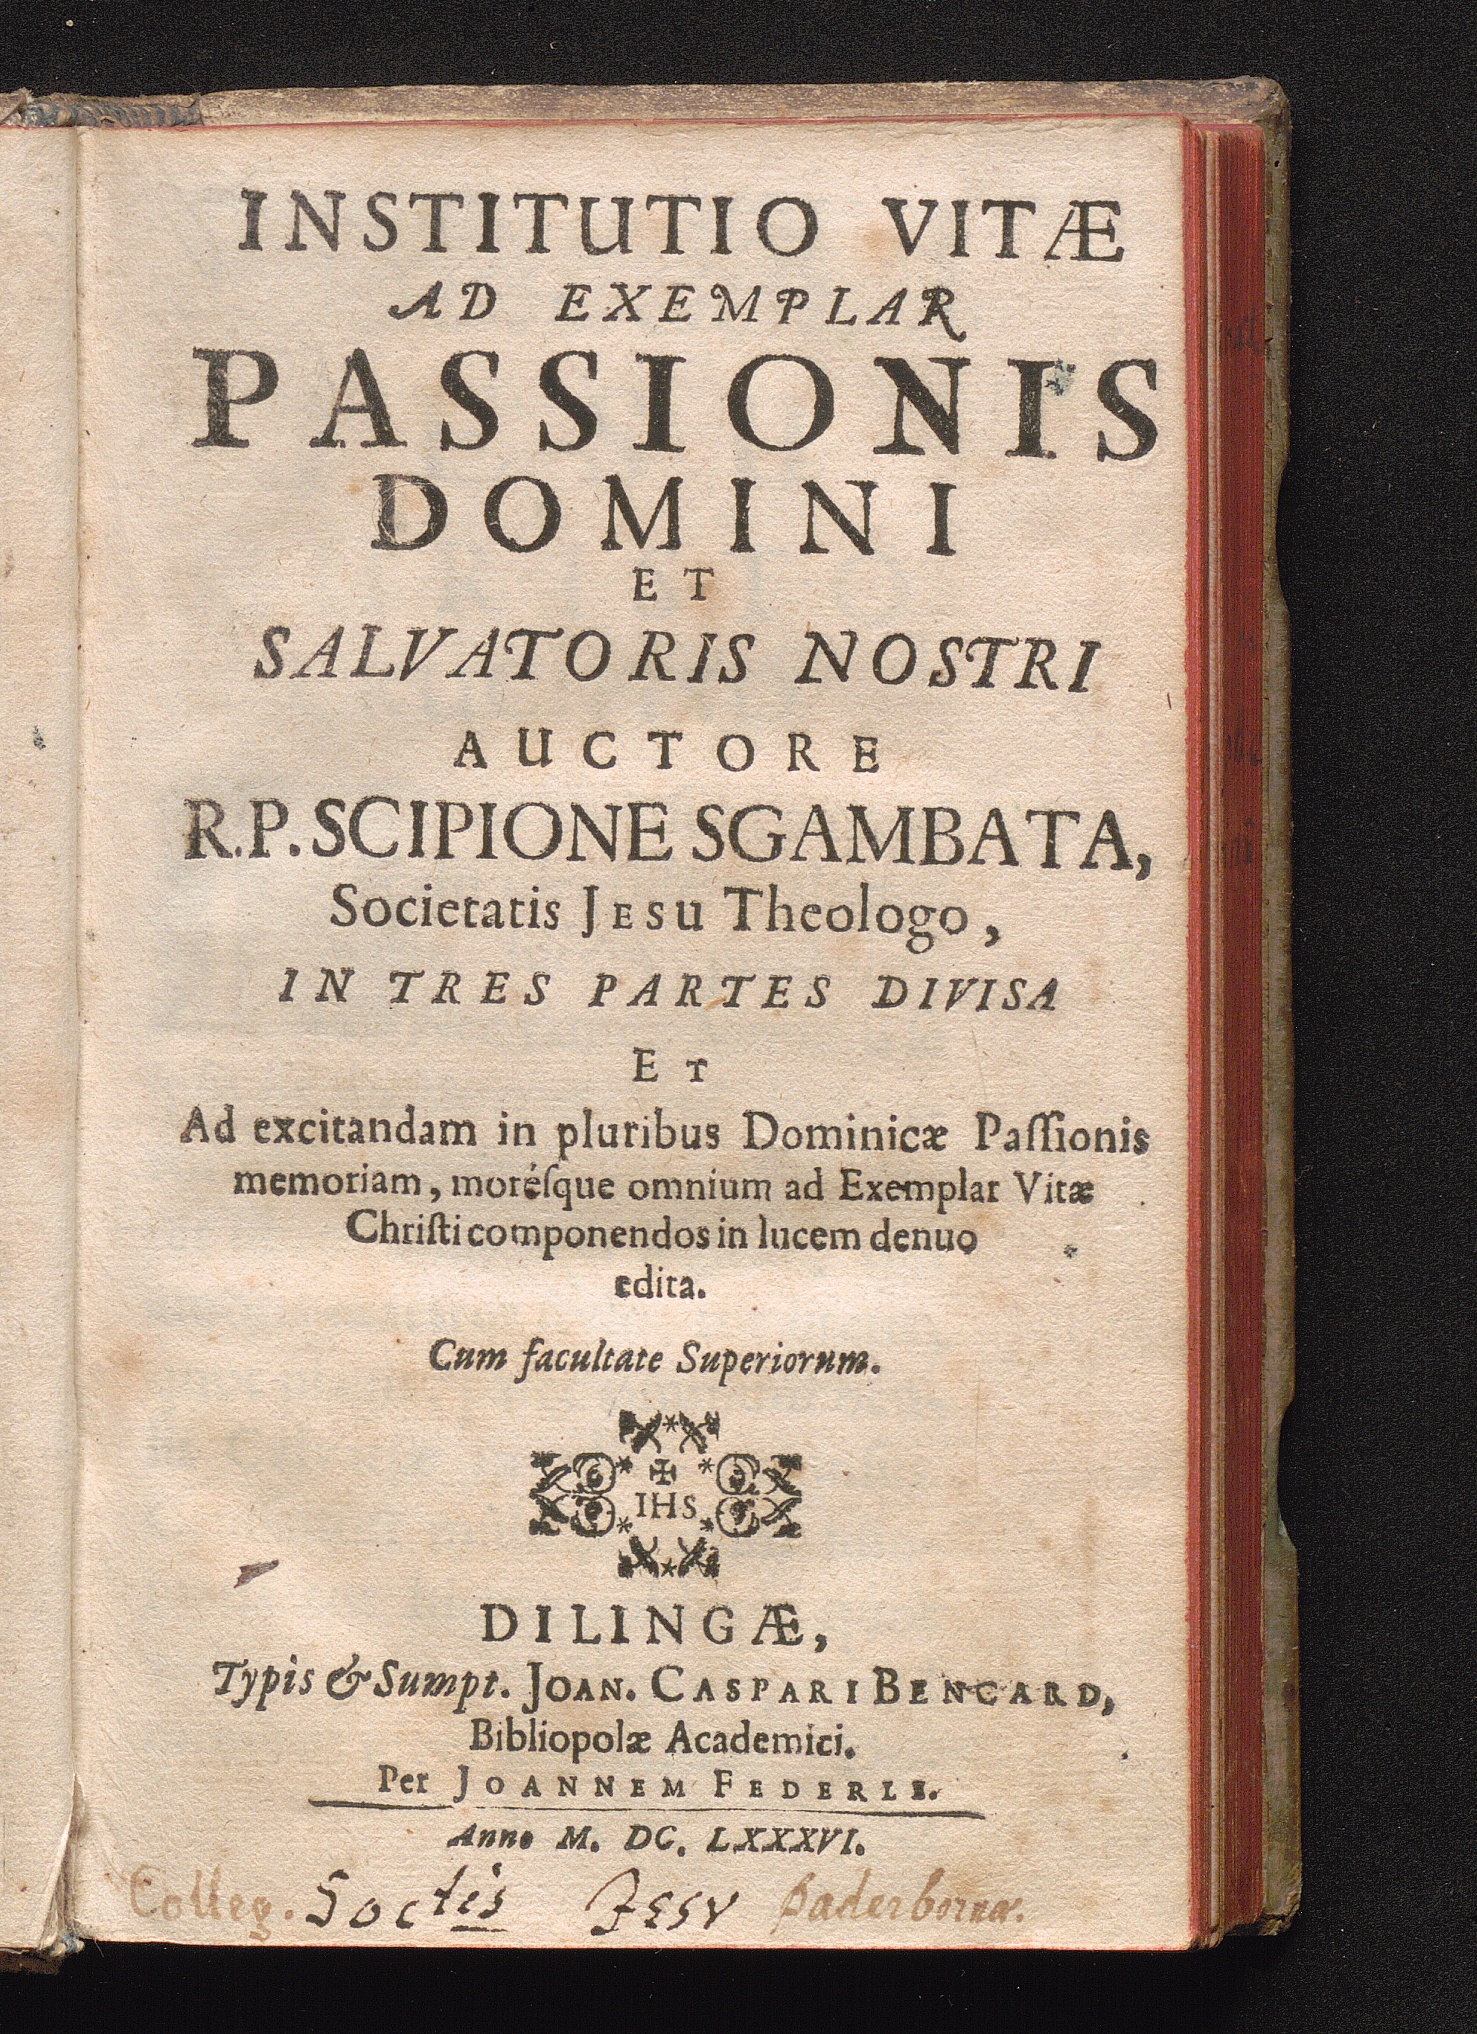 INSTITUTIO VITÆ
AD EXEMPLAR
PASSIONIS
DOMINI
ET
SALVATORIS NOSTRI
AUCTORE
R.P. SCIPIONE SGAMBATA,
Societatis JESU Theologo,
IN TRES PARTES DIVISA
ET
Ad excitandam in pluribus Dominicæ Paſſionis
memoriam, moréſque omnium ad Exemplar Vitæ
Chriſti componendos in lucem denuo
edita.
Cum facultate Superiorum.
IHS
DILINGÆ,
Typis & Sumpt. JOAN. CASPARI BENCARD,
Bibliopolæ Academici.
Per JOANNEM FEDERLE.
Anno M. DC. LXXXVI.
Colleg. Soctis Jesv Paderbornæ.